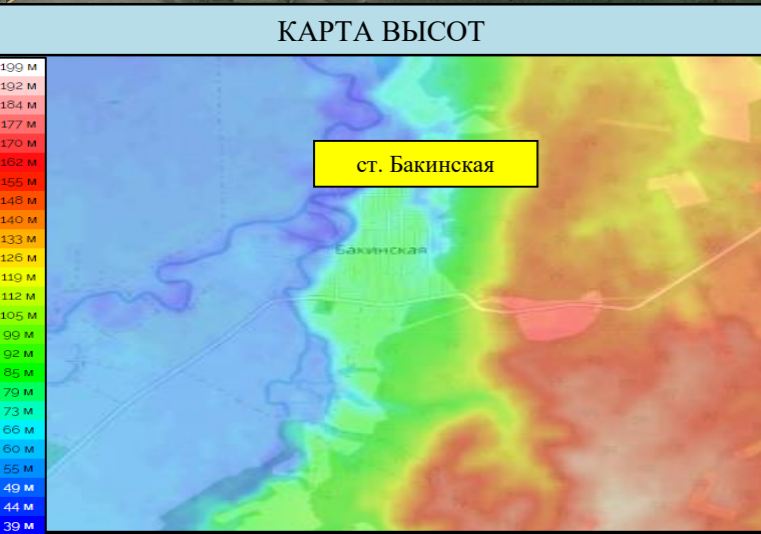 КАРТА ВЫСОТ
199 м
192 м
184 м
177 м
170 м
162 м
155 м
148 м
140 м
133 м
126 м
119 м
112 м
105 м
99 м
92 м
85 м
79 м
73 м
66 м
60 м
55 м
49 м
44 м
39 м
ст. Бакинская
Бакинская